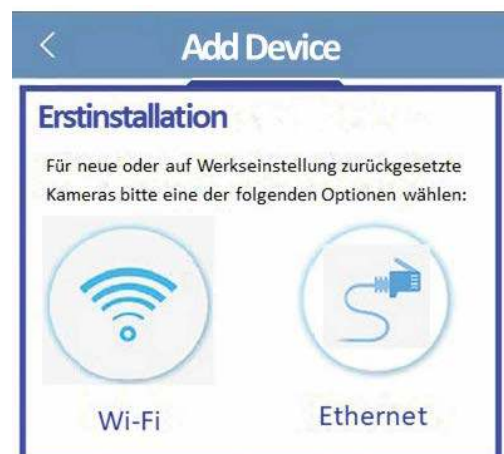 Add Device
Erstinstallation
Für neue oder auf Werkseinstellung zurückgesetzte
Kameras bitte eine der folgenden Optionen wählen:
Wi-Fi
Ethernet